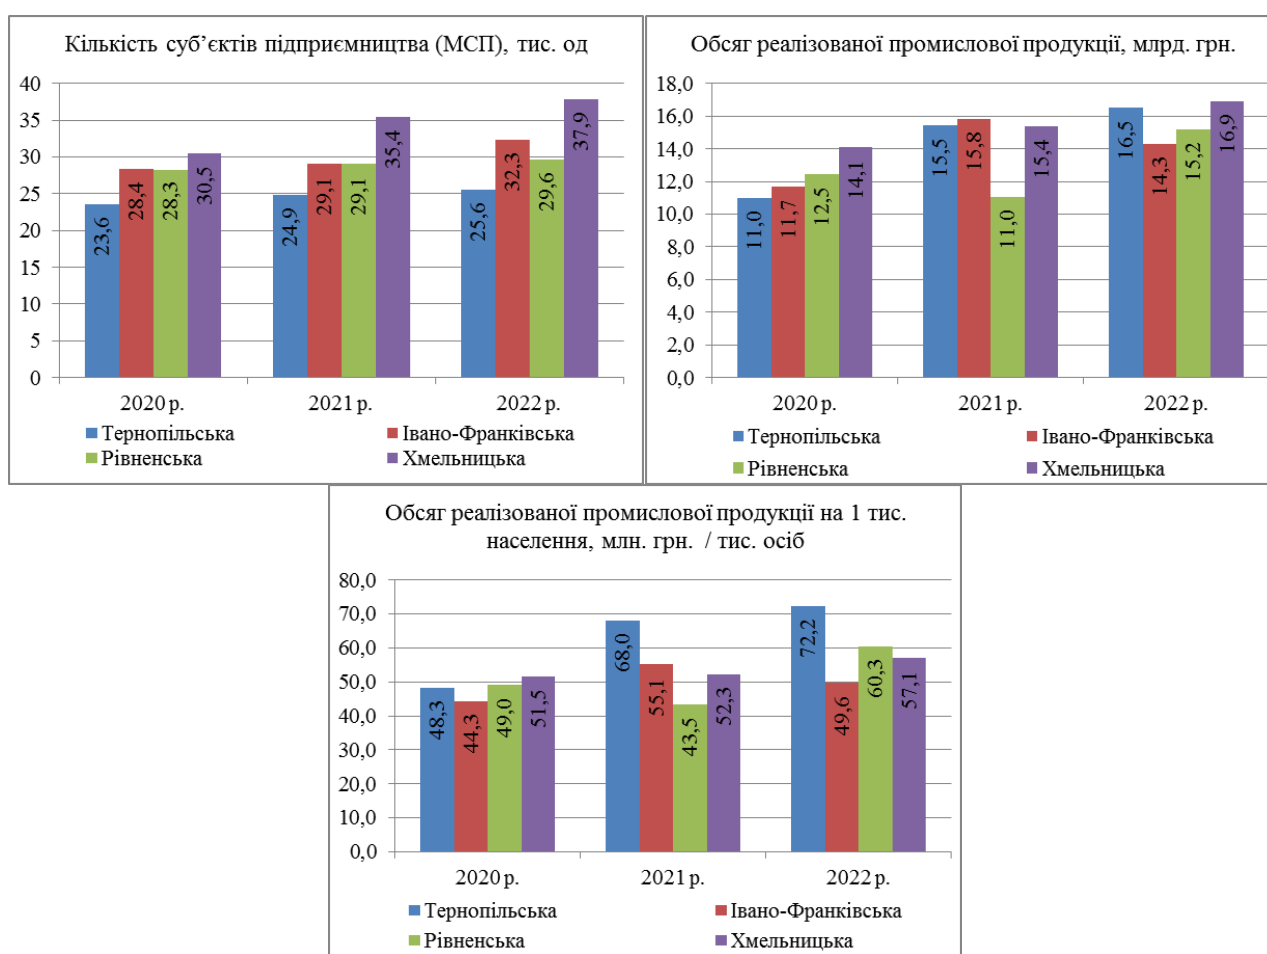 Кількість суб’єктів підприємництва (МСП), тис. од
40
35
30
25
20
15
10
5
0
23,6
28,4
28,3
30,5
24,9
29,1
29,1
35,4
25,6
32,3
29,6
37,9
2020 р.
2021 р.
2022 р.
Тернопільська
Івано-Франківська
Рівненська
Хмельницька
Обсяг реалізованої промислової продукції, млрд. грн.
18,0
16,0
14,0
12,0
10,0
8,0
6,0
4,0
2,0
0,0
11,0
11,7
12,5
14,1
15,5
15,8
11,0
15,4
16,5
14,3
15,2
16,9
2020 р.
2021 р.
2022 р.
Тернопільська
Івано-Франківська
Рівненська
Хмельницька
Обсяг реалізованої промислової продукції на 1 тис.
населення, млн. грн. / тис. осіб
80,0
70,0
60,0
50,0
40,0
30,0
20,0
10,0
0,0
48,3
44,3
49,0
51,5
68,0
55,1
43,5
52,3
72,2
49,6
60,3
57,1
2020 р.
2021 р.
2022 р.
Тернопільська
Івано-Франківська
Рівненська
Хмельницька